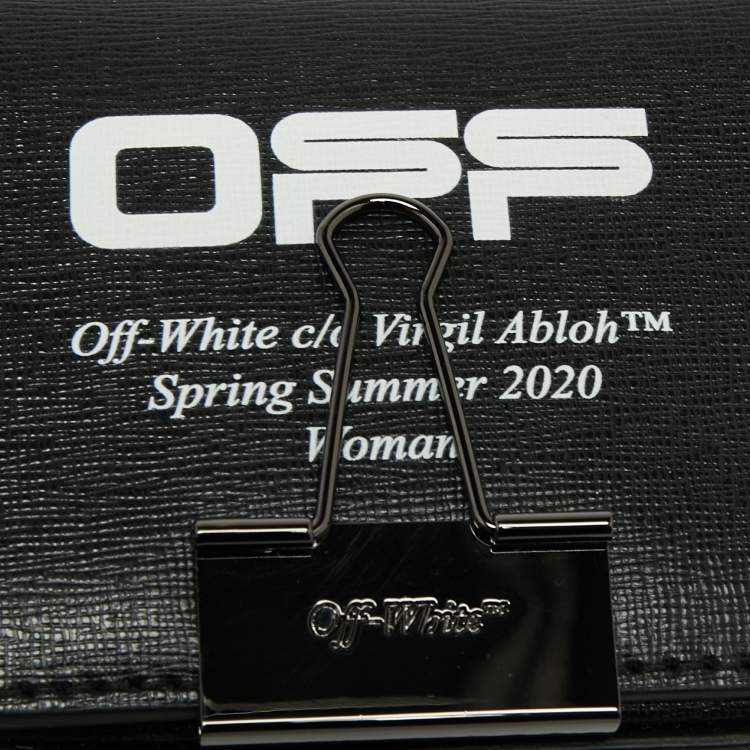 OFF
Off-White c/o Virgil Abloh™
Spring Summer 2020
Woman
Off-White™